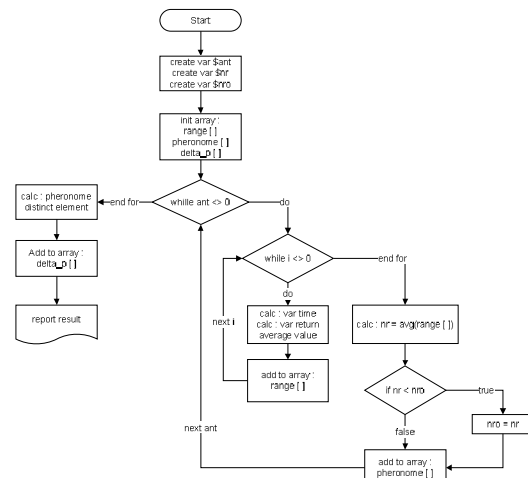 Start
create var $ant
create var $nr
create var $nro
init array :
range [ ]
pheronome [ ]
delta_p [ ]
whille ant <> 0
end for
do
calc : pheronome
distinct element
Add to array :
delta_p [ ]
report result
while i <> 0
end for
do
next i
calc : var time
calc : var return
average value
add to array :
range [ ]
calc : nr = avg(range [ ])
if nr < nro
true
false
nro = nr
next ant
add to array :
pheronome [ ]